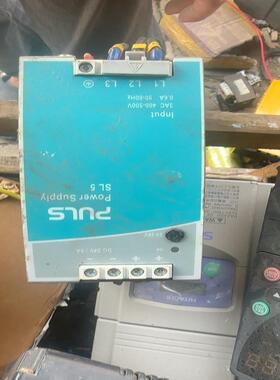 PULS
Power Supply
SL 5
DC 24V / 5A
− − + +
Input
3AC 400-500V
0.6A 50-60Hz
L1 L2 L3
HITACHI